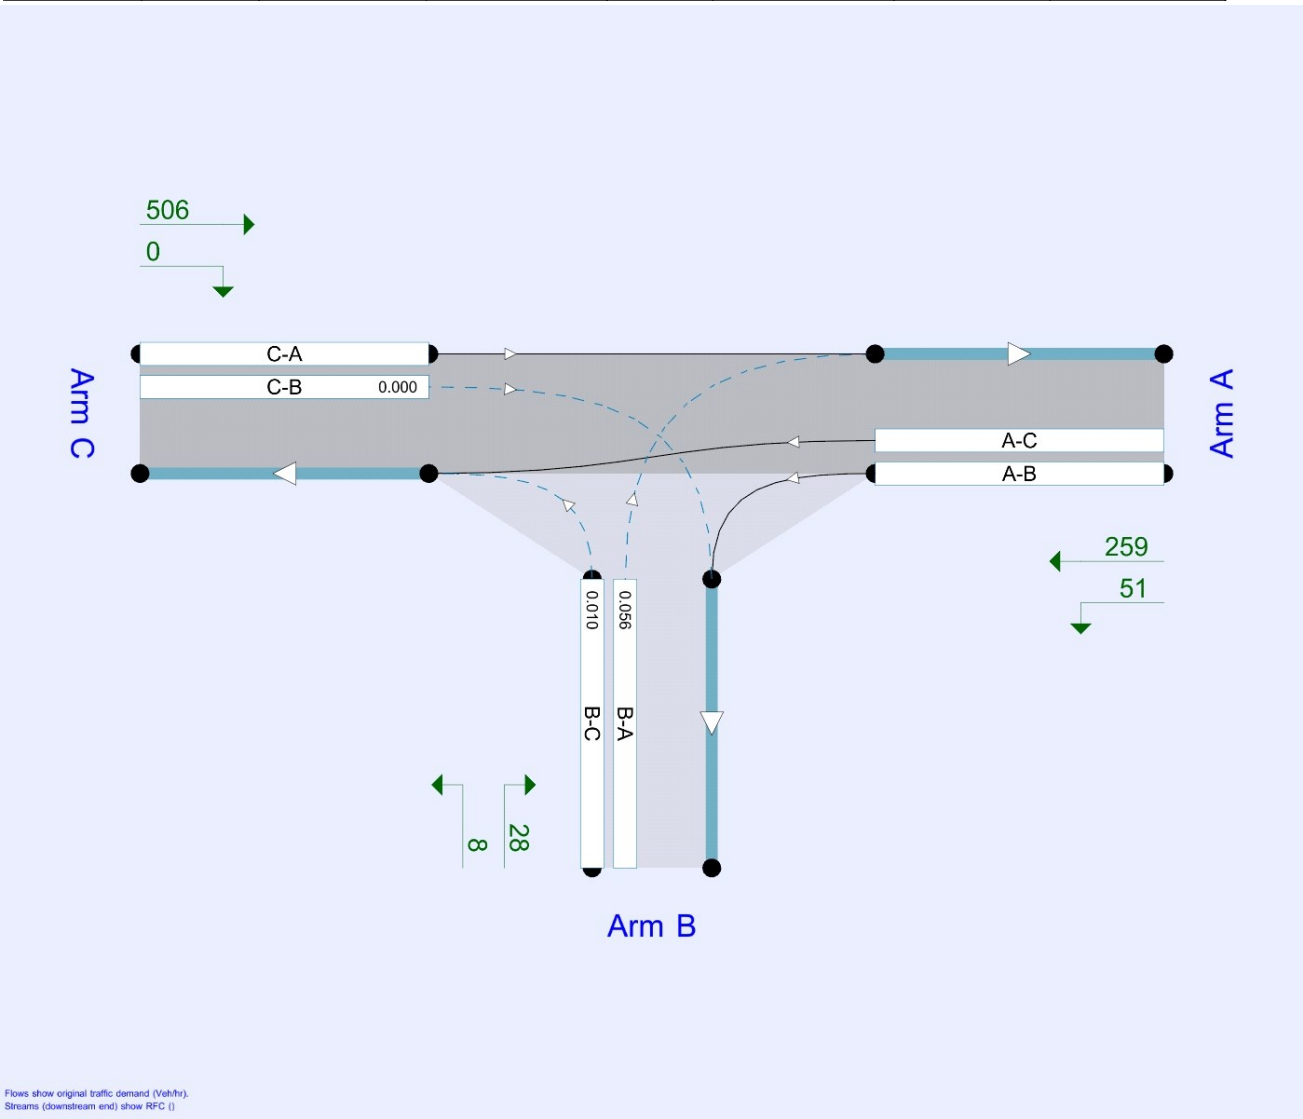 506
0
C-A
C-B 0.000
Arm C
Arm A
A-C
A-B
259
51
0.010
0.056
B-C
B-A
8
28
Arm B
Flows show original traffic demand (Veh/hr).
Streams (downstream end) show RFC ()